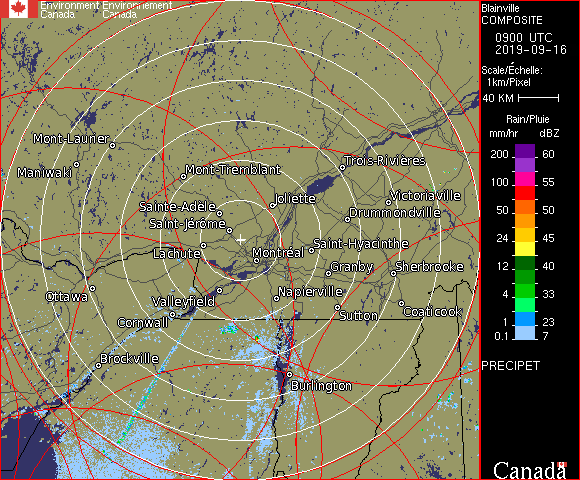 Environment Environnement
Canada Canada
Blainville
COMPOSITE
0900 UTC
2019-09-16
Scale/Échelle:
1km/Pixel
40 KM
Rain/Pluie
mm/hr dBZ
200 60
100 55
50 50
24 45
12 40
4 33
1 23
0.1 7
PRECIPET
Canada
Mont-Laurier
Maniwaki
Mont-Tremblant
Trois-Rivières
Joliette
Victoriaville
Sainte-Adèle
Drummondville
Saint-Jérôme
Saint-Hyacinthe
Lachute
Montréal
Granby
Sherbrooke
Ottawa
Valleyfield
Napierville
Cornwall
Sutton
Coaticook
Brockville
Burlington